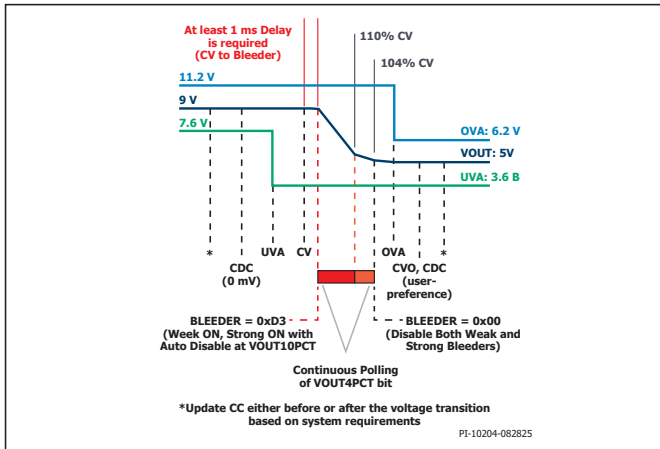 At least 1 ms Delay
is required
(CV to Bleeder)
110% CV
104% CV
11.2 V
9 V
7.6 V
OVA: 6.2 V
VOUT: 5V
UVA: 3.6 B
*
CDC
(0 mV)
UVA
CV
OVA
CVO, CDC
(user-
preference)
*
BLEEDER = 0xD3
(Week ON, Strong ON with
Auto Disable at VOUT10PCT
BLEEDER = 0x00
(Disable Both Weak and
Strong Bleeders)
Continuous Polling
of VOUT4PCT bit
*Update CC either before or after the voltage transition
based on system requirements
PI-10204-082825